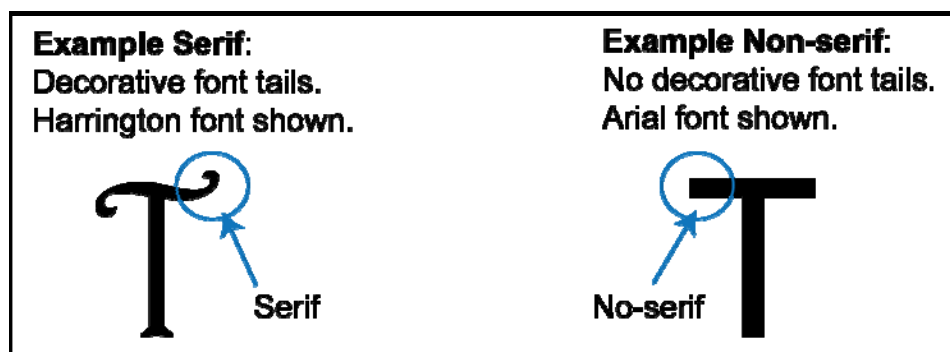 Example Serif:
Decorative font tails.
Harrington font shown.
T
Serif
Example Non-serif:
No decorative font tails.
Arial font shown.
T
No-serif